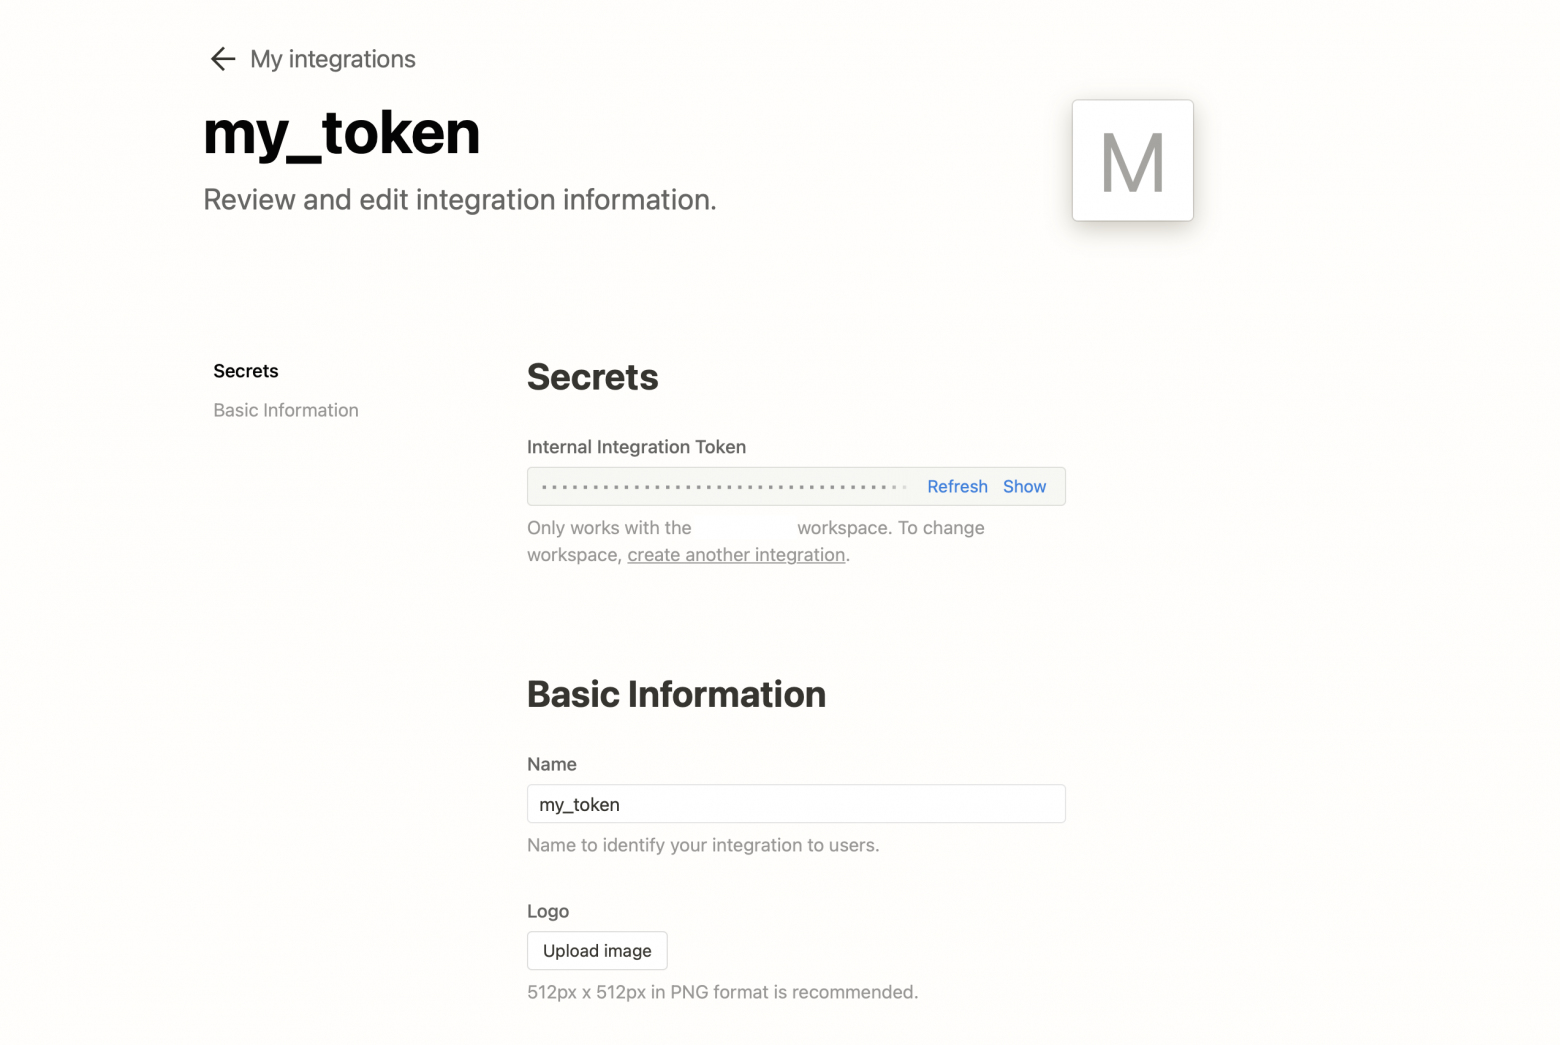 My integrations
my_token
Review and edit integration information.
M
Secrets
Basic Information
Secrets
Internal Integration Token
Refresh Show
Only works with the workspace. To change
workspace, create another integration.
Basic Information
Name
my_token
Name to identify your integration to users.
Logo
Upload image
512px x 512px in PNG format is recommended.